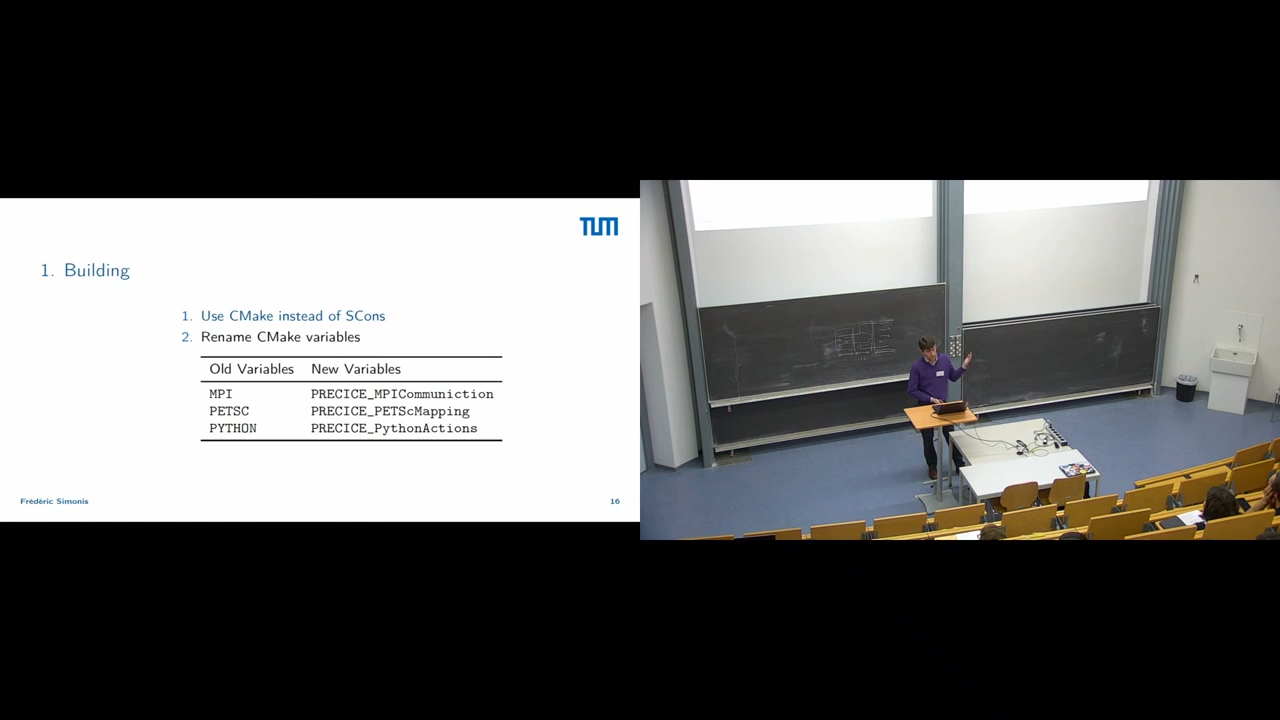 TUM
1. Building
1. Use CMake instead of SCons
2. Rename CMake variables
Old Variables New Variables
MPI PRECICE_MPICommuniction
PETSC PRECICE_PETScMapping
PYTHON PRECICE_PythonActions
Frédéric Simonis 16